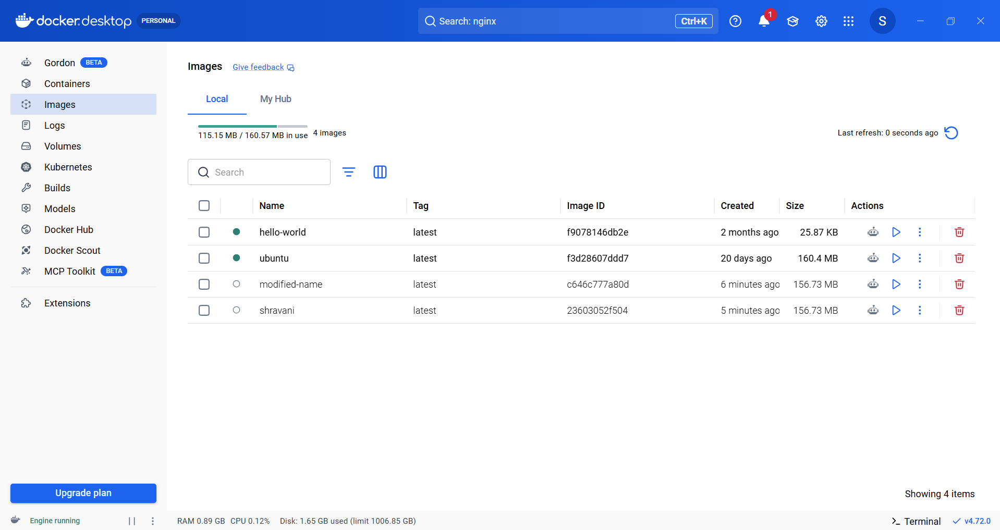 docker.desktop PERSONAL
Search: nginx Ctrl+K 1 S
Gordon BETA
Containers
Images
Logs
Volumes
Kubernetes
Builds
Models
Docker Hub
Docker Scout
MCP Toolkit BETA
Extensions
Upgrade plan
Images Give feedback
Local My Hub
115.15 MB / 160.57 MB in use 4 images
Last refresh: 0 seconds ago
Search
Name Tag Image ID Created Size Actions
hello-world latest f9078146db2e 2 months ago 25.87 KB
ubuntu latest f3d28607ddd7 20 days ago 160.4 MB
modified-name latest c646c777a80d 6 minutes ago 156.73 MB
shravani latest 23603052f504 5 minutes ago 156.73 MB
Showing 4 items
Engine running RAM 0.89 GB CPU 0.12% Disk: 1.65 GB used (limit 1006.85 GB) Terminal v4.72.0